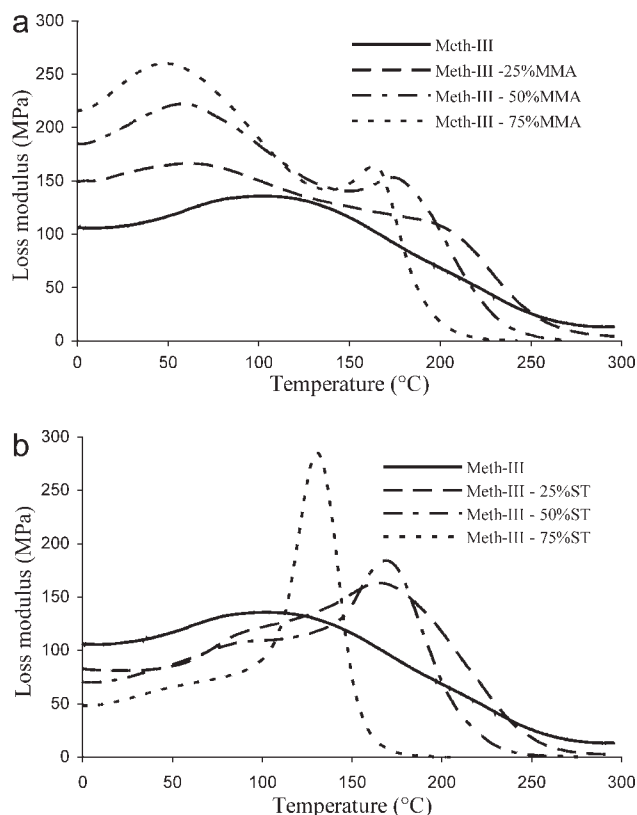 a
Loss modulus (MPa)
300
250
200
150
100
50
0
Meth-III
Meth-III -25%MMA
Meth-III - 50%MMA
Meth-III - 75%MMA
0 50 100 150 200 250 300
Temperature (°C)
b
Loss modulus (MPa)
300
250
200
150
100
50
0
Meth-III
Meth-III - 25%ST
Meth-III - 50%ST
Meth-III - 75%ST
0 50 100 150 200 250 300
Temperature (°C)